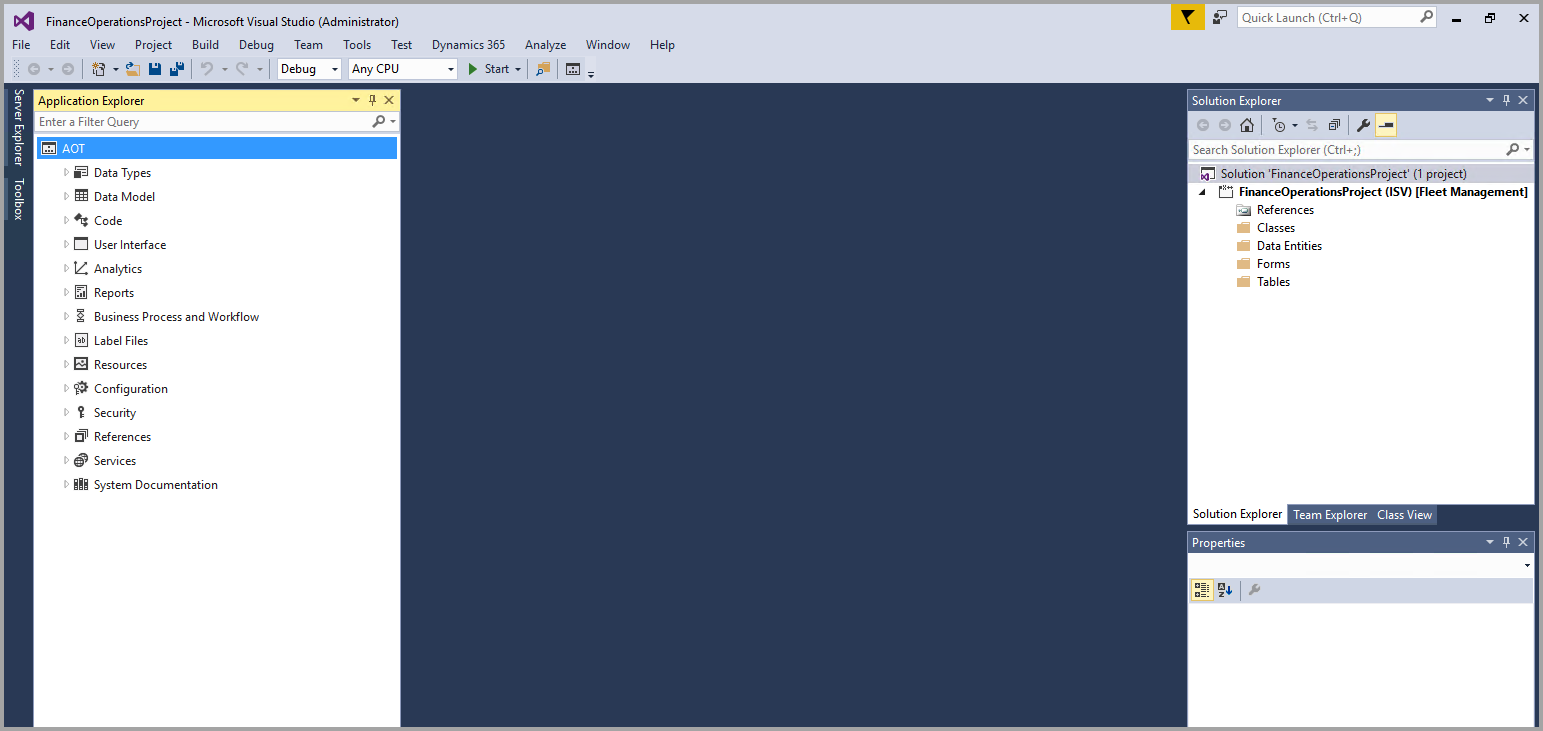 FinanceOperationsProject - Microsoft Visual Studio (Administrator)
Quick Launch (Ctrl+Q)
File Edit View Project Build Debug Team Tools Test Dynamics 365 Analyze Window Help
Debug Any CPU Start
Server Explorer
Toolbox
Application Explorer
Enter a Filter Query
AOT
Data Types
Data Model
Code
User Interface
Analytics
Reports
Business Process and Workflow
Label Files
Resources
Configuration
Security
References
Services
System Documentation
Solution Explorer
Search Solution Explorer (Ctrl+;)
Solution 'FinanceOperationsProject' (1 project)
FinanceOperationsProject (ISV) [Fleet Management]
References
Classes
Data Entities
Forms
Tables
Solution Explorer Team Explorer Class View
Properties